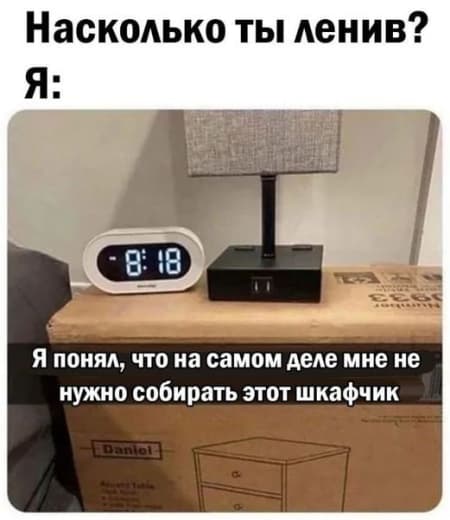 Насколько ты ленив?
Я:
8:18
Я понял, что на самом деле мне не
нужно собирать этот шкафчик
Daniel